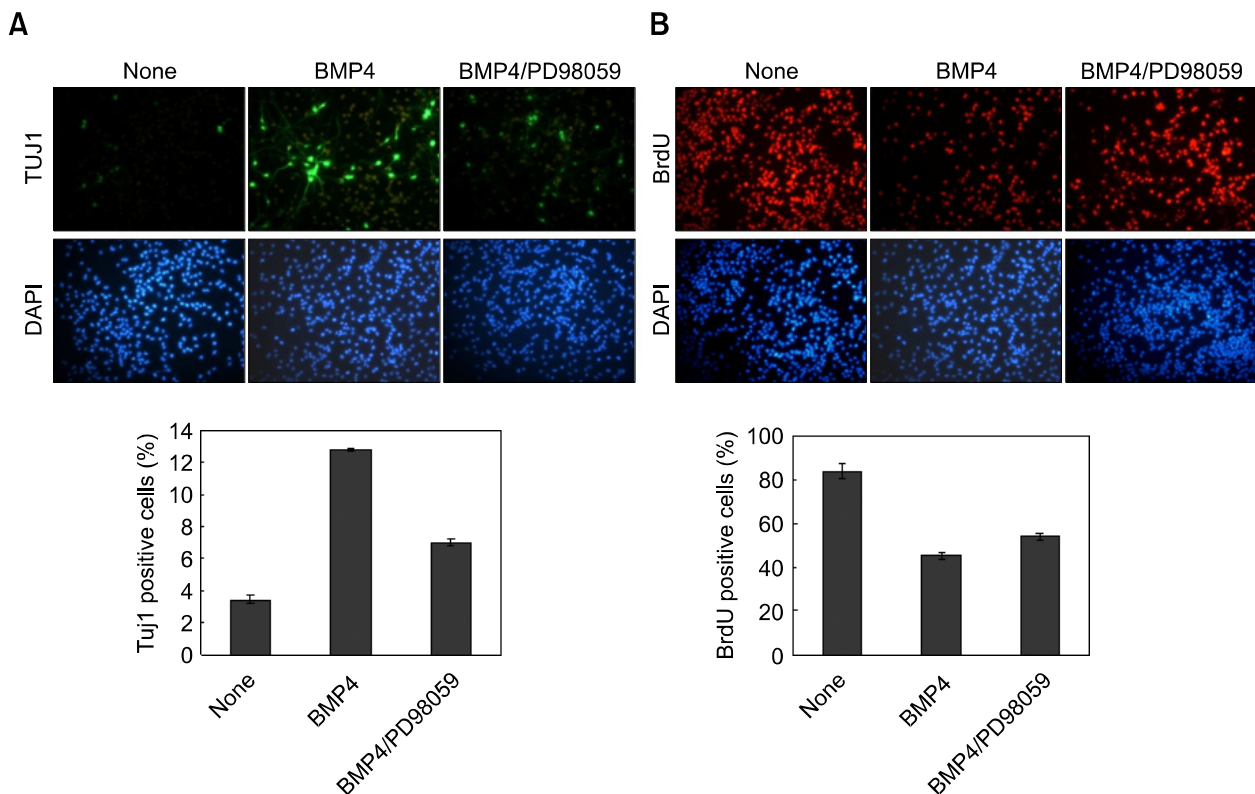 A
None BMP4 BMP4/PD98059
TUJ1
DAPI
Tuj1 positive cells (%)
14
12
10
8
6
4
2
0
None BMP4 BMP4/PD98059
B
None BMP4 BMP4/PD98059
BrdU
DAPI
BrdU positive cells (%)
100
80
60
40
20
0
None BMP4 BMP4/PD98059